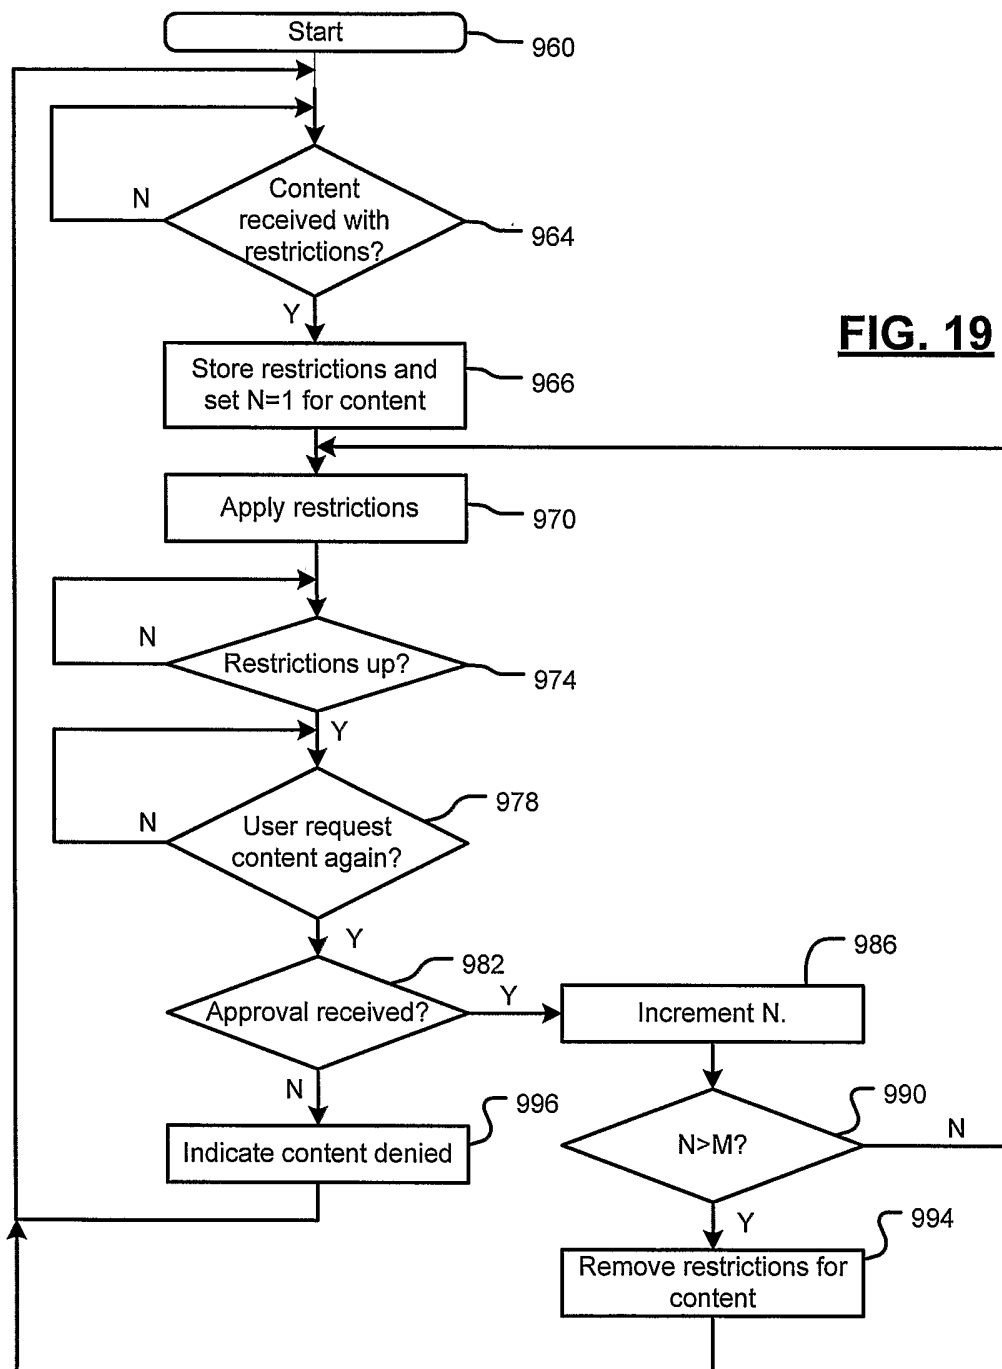 Start
960
N
Content
received with
restrictions?
964
Y
FIG. 19
Store restrictions and
set N=1 for content
966
Apply restrictions
970
N
Restrictions up?
974
Y
978
N
User request
content again?
Y
982
986
Approval received?
Y
Increment N.
N
996
990
Indicate content denied
N>M?
N
Y
994
Remove restrictions for
content